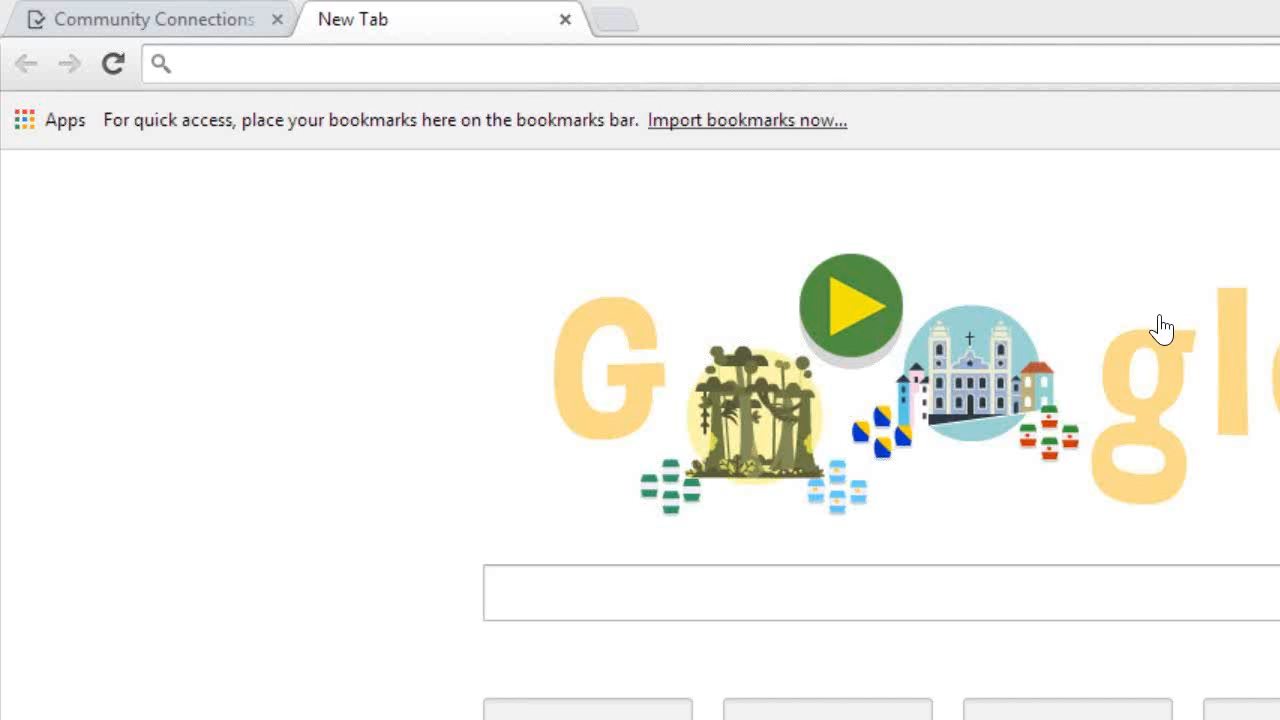 Community Connections
New Tab
Apps For quick access, place your bookmarks here on the bookmarks bar. Import bookmarks now...
G gl